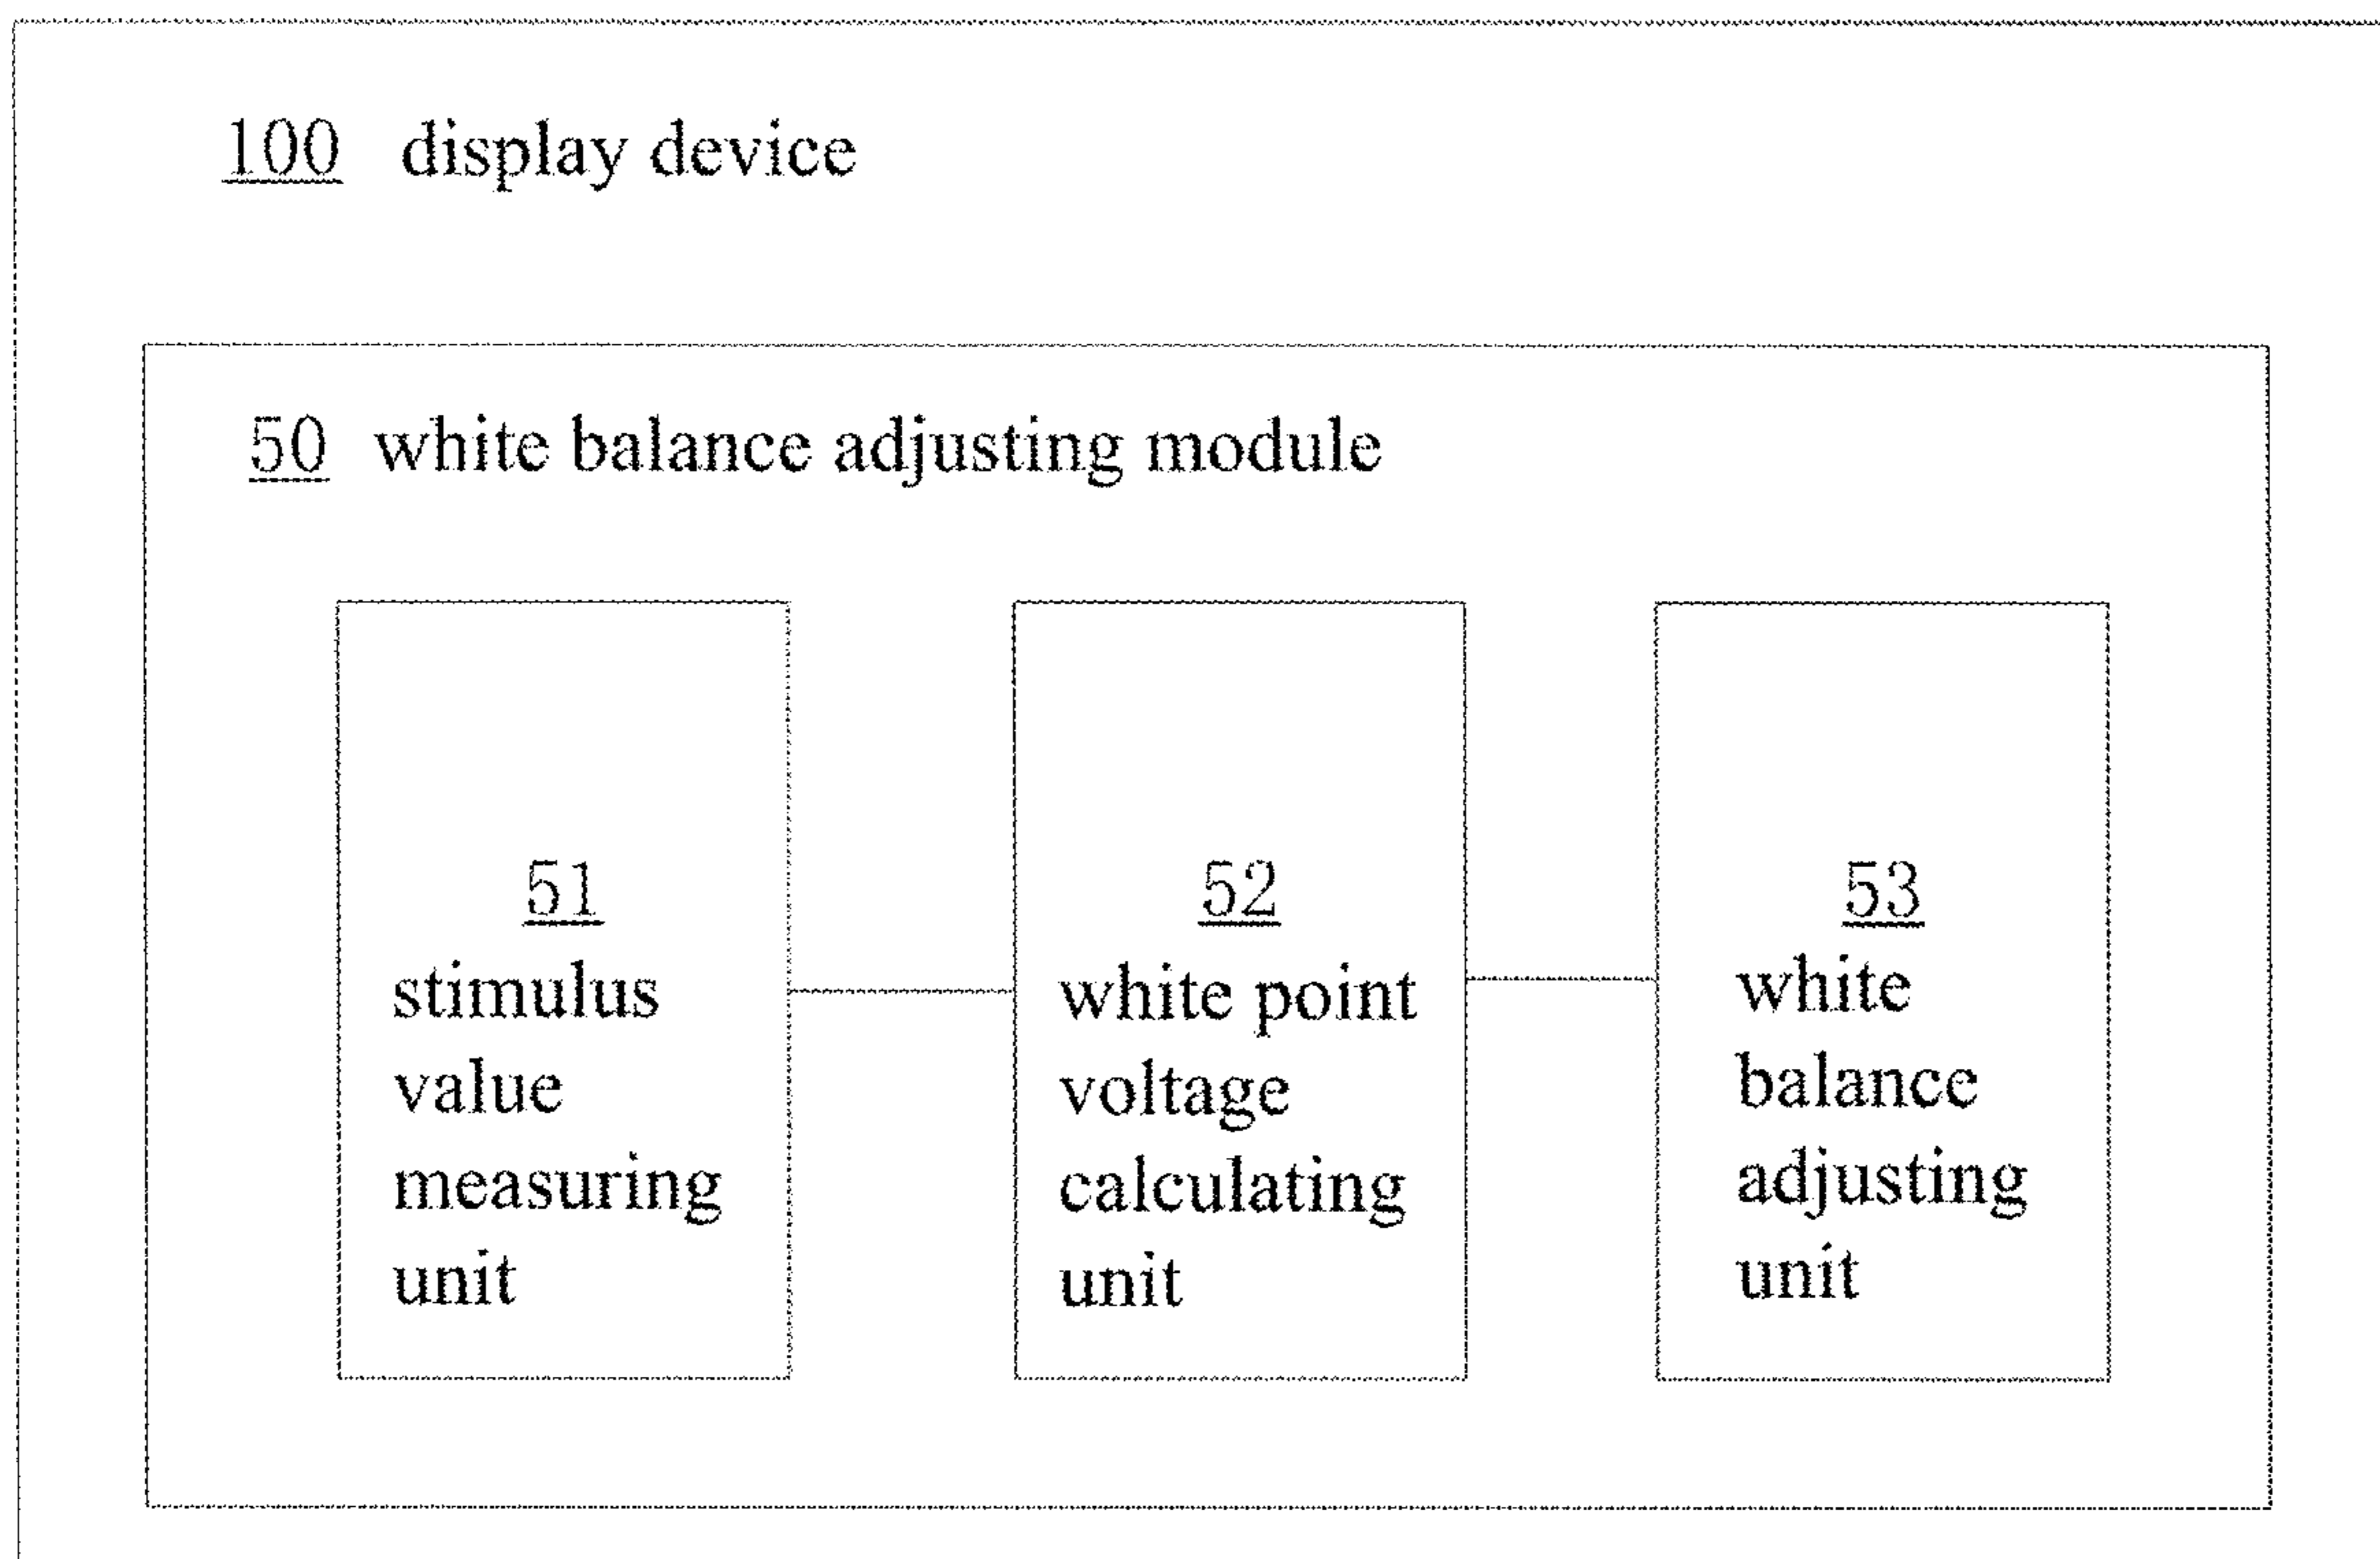 100 display device
50 white balance adjusting module
51
stimulus
value
measuring
unit
52
white point
voltage
calculating
unit
53
white
balance
adjusting
unit